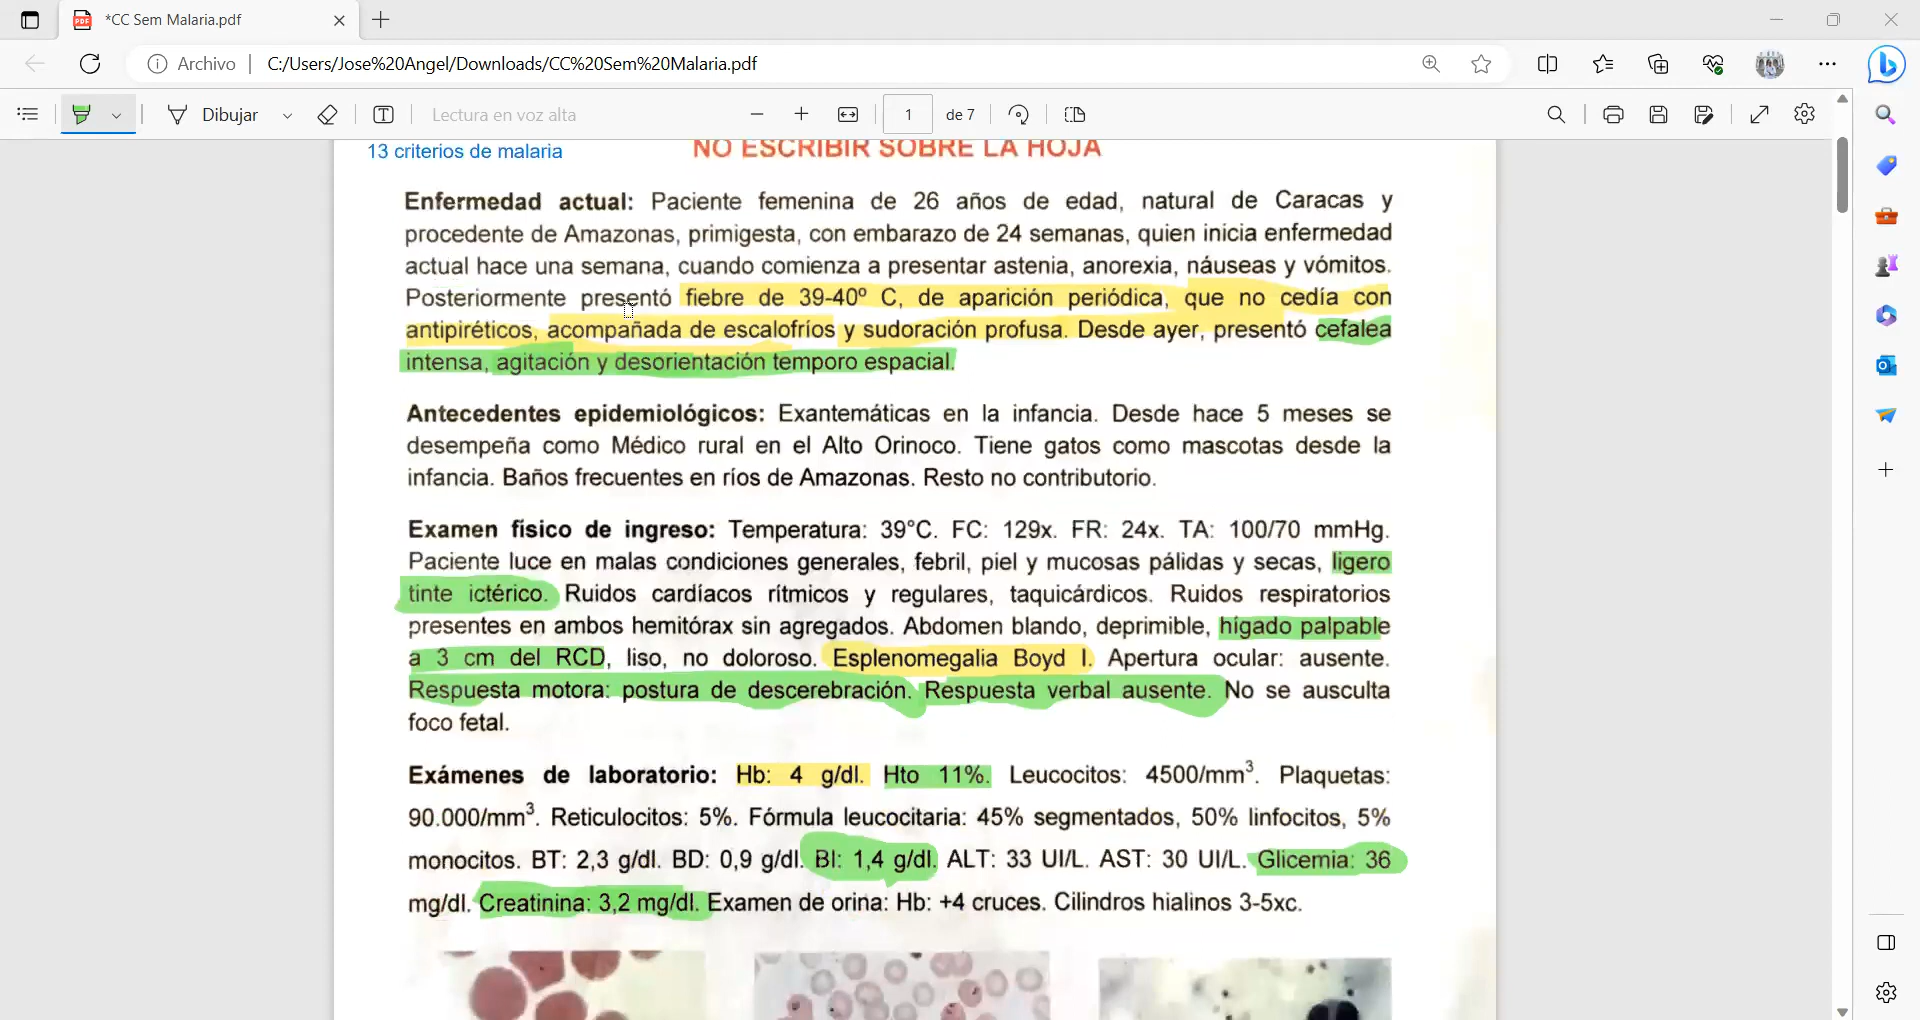 *CC Sem Malaria.pdf
Archivo
C:/Users/Jose%20Angel/Downloads/CC%20Sem%20Malaria.pdf
Dibujar
Lectura en voz alta
1 de 7
13 criterios de malaria
NO ESCRIBIR SOBRE LA HOJA
Enfermedad actual: Paciente femenina de 26 años de edad, natural de Caracas y
procedente de Amazonas, primigesta, con embarazo de 24 semanas, quien inicia enfermedad
actual hace una semana, cuando comienza a presentar astenia, anorexia, náuseas y vómitos.
Posteriormente presentó fiebre de 39-40º C, de aparición periódica, que no cedía con
antipiréticos, acompañada de escalofríos y sudoración profusa. Desde ayer, presentó cefalea
intensa, agitación y desorientación temporo espacial.
Antecedentes epidemiológicos: Exantemáticas en la infancia. Desde hace 5 meses se
desempeña como Médico rural en el Alto Orinoco. Tiene gatos como mascotas desde la
infancia. Baños frecuentes en ríos de Amazonas. Resto no contributorio.
Examen físico de ingreso: Temperatura: 39°C. FC: 129x. FR: 24x. TA: 100/70 mmHg.
Paciente luce en malas condiciones generales, febril, piel y mucosas pálidas y secas, ligero
tinte ictérico. Ruidos cardíacos rítmicos y regulares, taquicárdicos. Ruidos respiratorios
presentes en ambos hemitórax sin agregados. Abdomen blando, deprimible, hígado palpable
a 3 cm del RCD, liso, no doloroso. Esplenomegalia Boyd I. Apertura ocular: ausente.
Respuesta motora: postura de descerebración. Respuesta verbal ausente. No se ausculta
foco fetal.
Exámenes de laboratorio: Hb: 4 g/dl. Hto 11%. Leucocitos: 4500/mm³. Plaquetas:
90.000/mm³. Reticulocitos: 5%. Fórmula leucocitaria: 45% segmentados, 50% linfocitos, 5%
monocitos. BT: 2,3 g/dl. BD: 0,9 g/dl. BI: 1,4 g/dl. ALT: 33 UI/L. AST: 30 UI/L. Glicemia: 36
mg/dl. Creatinina: 3,2 mg/dl. Examen de orina: Hb: +4 cruces. Cilindros hialinos 3-5xc.